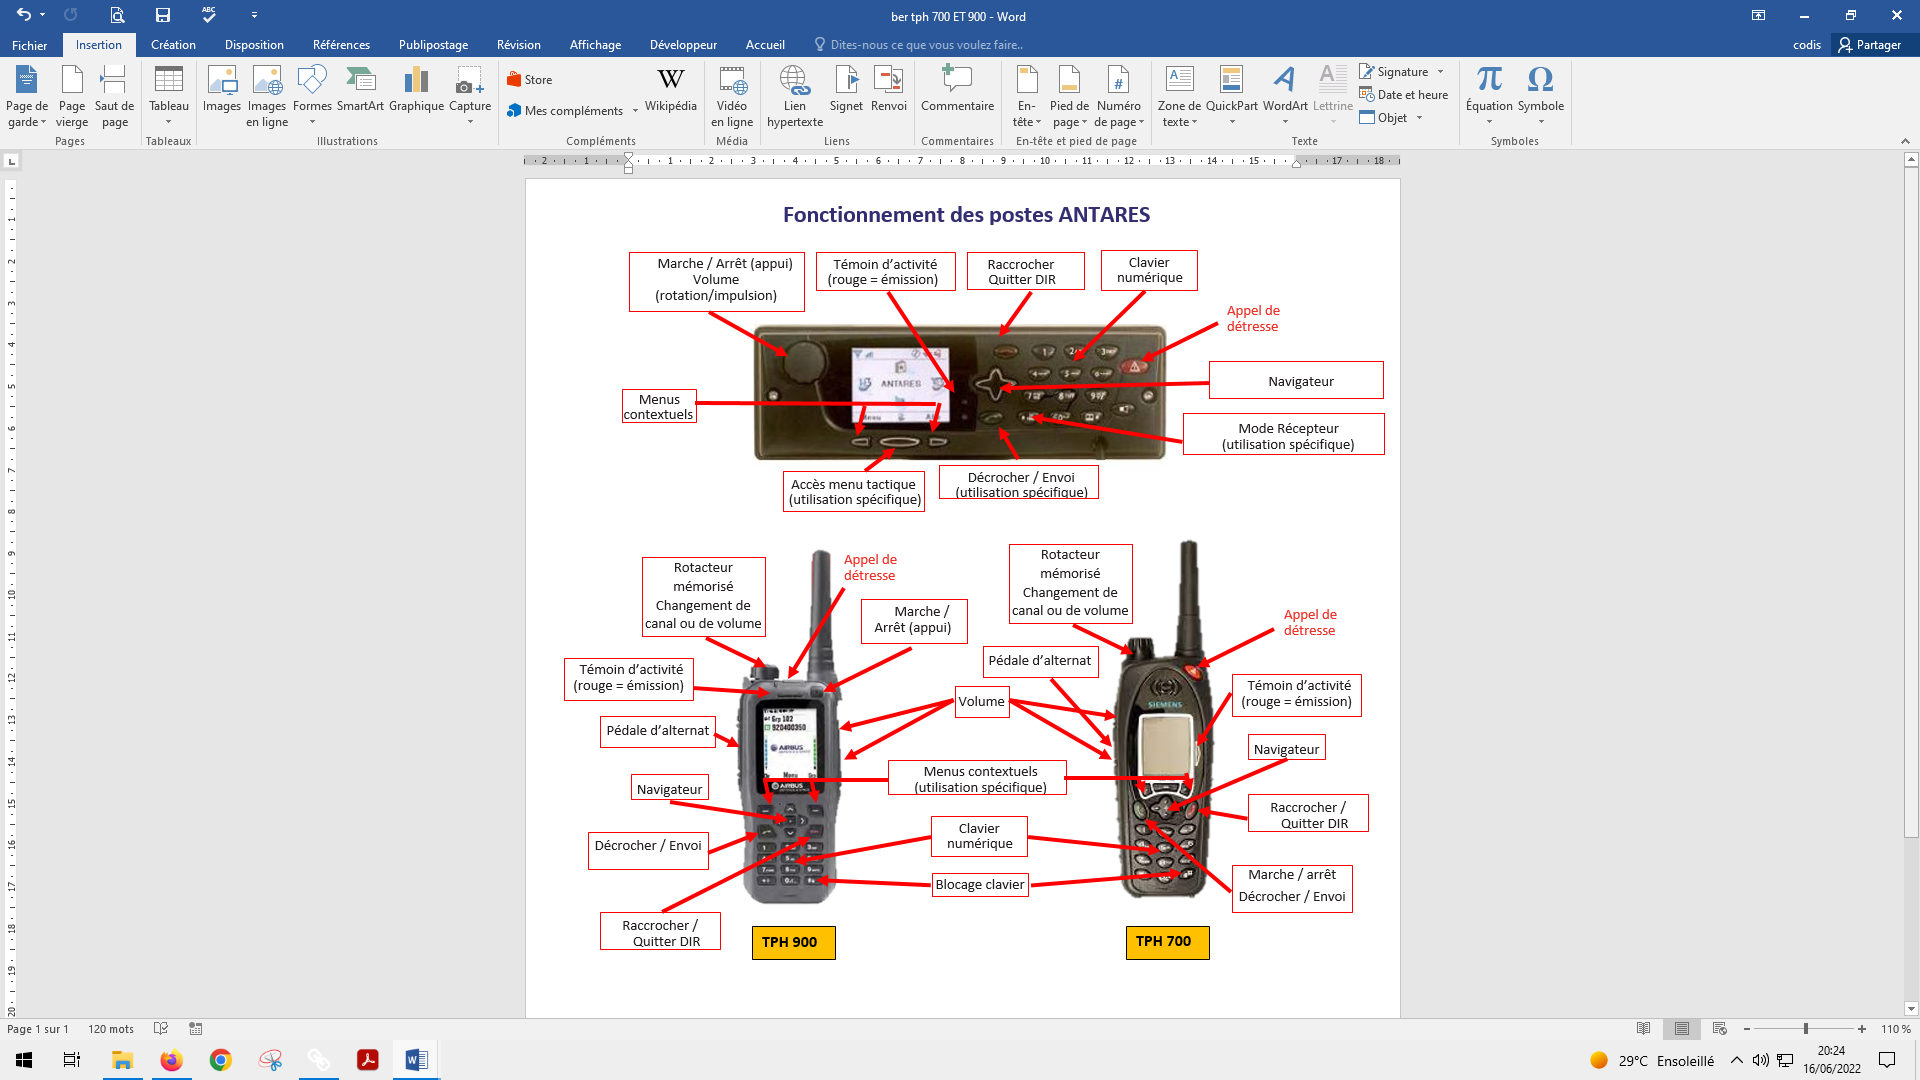 ber tph 700 ET 900 - Word
Fichier
Insertion
Création
Disposition
Références
Publipostage
Révision
Affichage
Développeur
Accueil
Dites-nous ce que vous voulez faire..
codis
Partager
Page de garde
Page vierge
Saut de page
Tableau
Images
Images en ligne
Formes
SmartArt
Graphique
Capture
Store
Mes compléments
Wikipédia
Vidéo en ligne
Lien hypertexte
Signet
Renvoi
Commentaire
En-tête
Pied de page
Numéro de page
Zone de texte
QuickPart
WordArt
Lettrine
Signature
Date et heure
Objet
Équation
Symbole
Pages
Tableaux
Illustrations
Compléments
Média
Liens
Commentaires
En-tête et pied de page
Texte
Symboles
Fonctionnement des postes ANTARES
Marche / Arrêt (appui)
Volume
(rotation/impulsion)
Témoin d'activité
(rouge = émission)
Raccrocher
Quitter DIR
Clavier
numérique
Appel de
détresse
ANTARES
Navigateur
Menus
contextuels
Mode Récepteur
(utilisation spécifique)
Accès menu tactique
(utilisation spécifique)
Décrocher / Envoi
(utilisation spécifique)
Rotacteur
mémorisé
Changement de
canal ou de volume
Appel de
détresse
Marche /
Arrêt (appui)
Rotacteur
mémorisé
Changement de
canal ou de volume
Appel de
détresse
Témoin d'activité
(rouge = émission)
Pédale d'alternat
Volume
Témoin d'activité
(rouge = émission)
SIEMENS
Pédale d'alternat
Grp 102
920400350
AIRBUS
Menu
AIRBUS
Navigateur
Menus contextuels
(utilisation spécifique)
Navigateur
Raccrocher /
Quitter DIR
Décrocher / Envoi
Clavier
numérique
Blocage clavier
Marche / arrêt
Décrocher / Envoi
Raccrocher /
Quitter DIR
TPH 900
TPH 700
Page 1 sur 1
120 mots
110 %
29°C Ensoleillé
20:24
16/06/2022